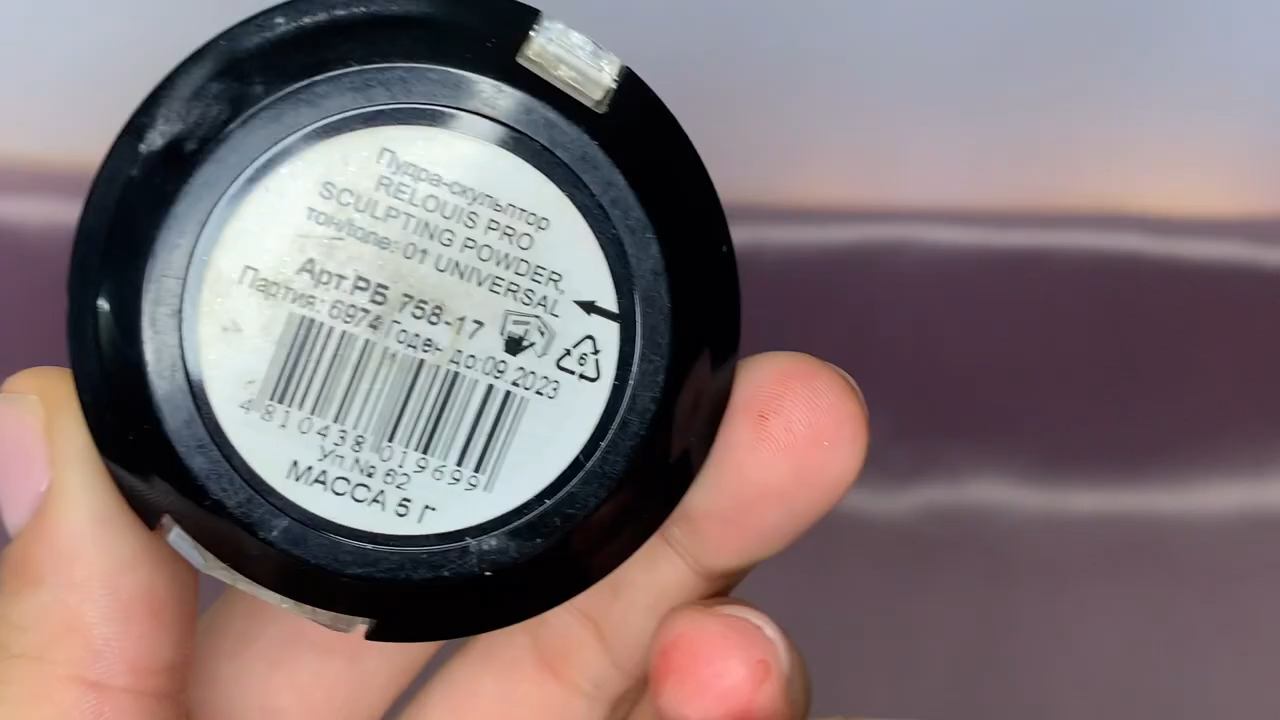 Пудра-скульптор
RELOUIS PRO
SCULPTING POWDER,
тон/tone: 01 UNIVERSAL
Арт.РБ 758-17
Партия: 6974 Годен до:09.2023
6
4 810438 019699
Уп.№ 62
МАССА 5 Г